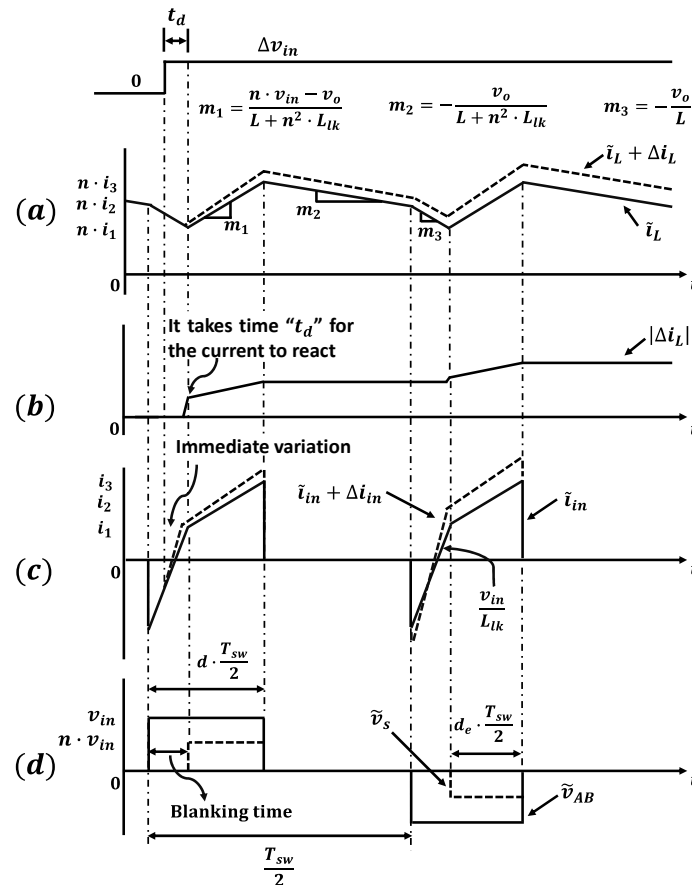 t_d
Δv_in
0
m_1 = (n · v_in − v_o) / (L + n² · L_lk)
m_2 = − v_o / (L + n² · L_lk)
m_3 = − v_o / L
ĩ_L + Δi_L
n · i_3
(a)
n · i_2
n · i_1
m_1
m_2
m_3
ĩ_L
0
It takes time “t_d” for
the current to react
|Δi_L|
(b)
0
Immediate variation
i_3
i_2
i_1
ĩ_in + Δi_in
ĩ_in
0
(c)
v_in / L_lk
d · T_sw / 2
v_in
n · v_in
ṽ_s
d_e · T_sw / 2
(d)
0
Blanking time
ṽ_AB
T_sw / 2